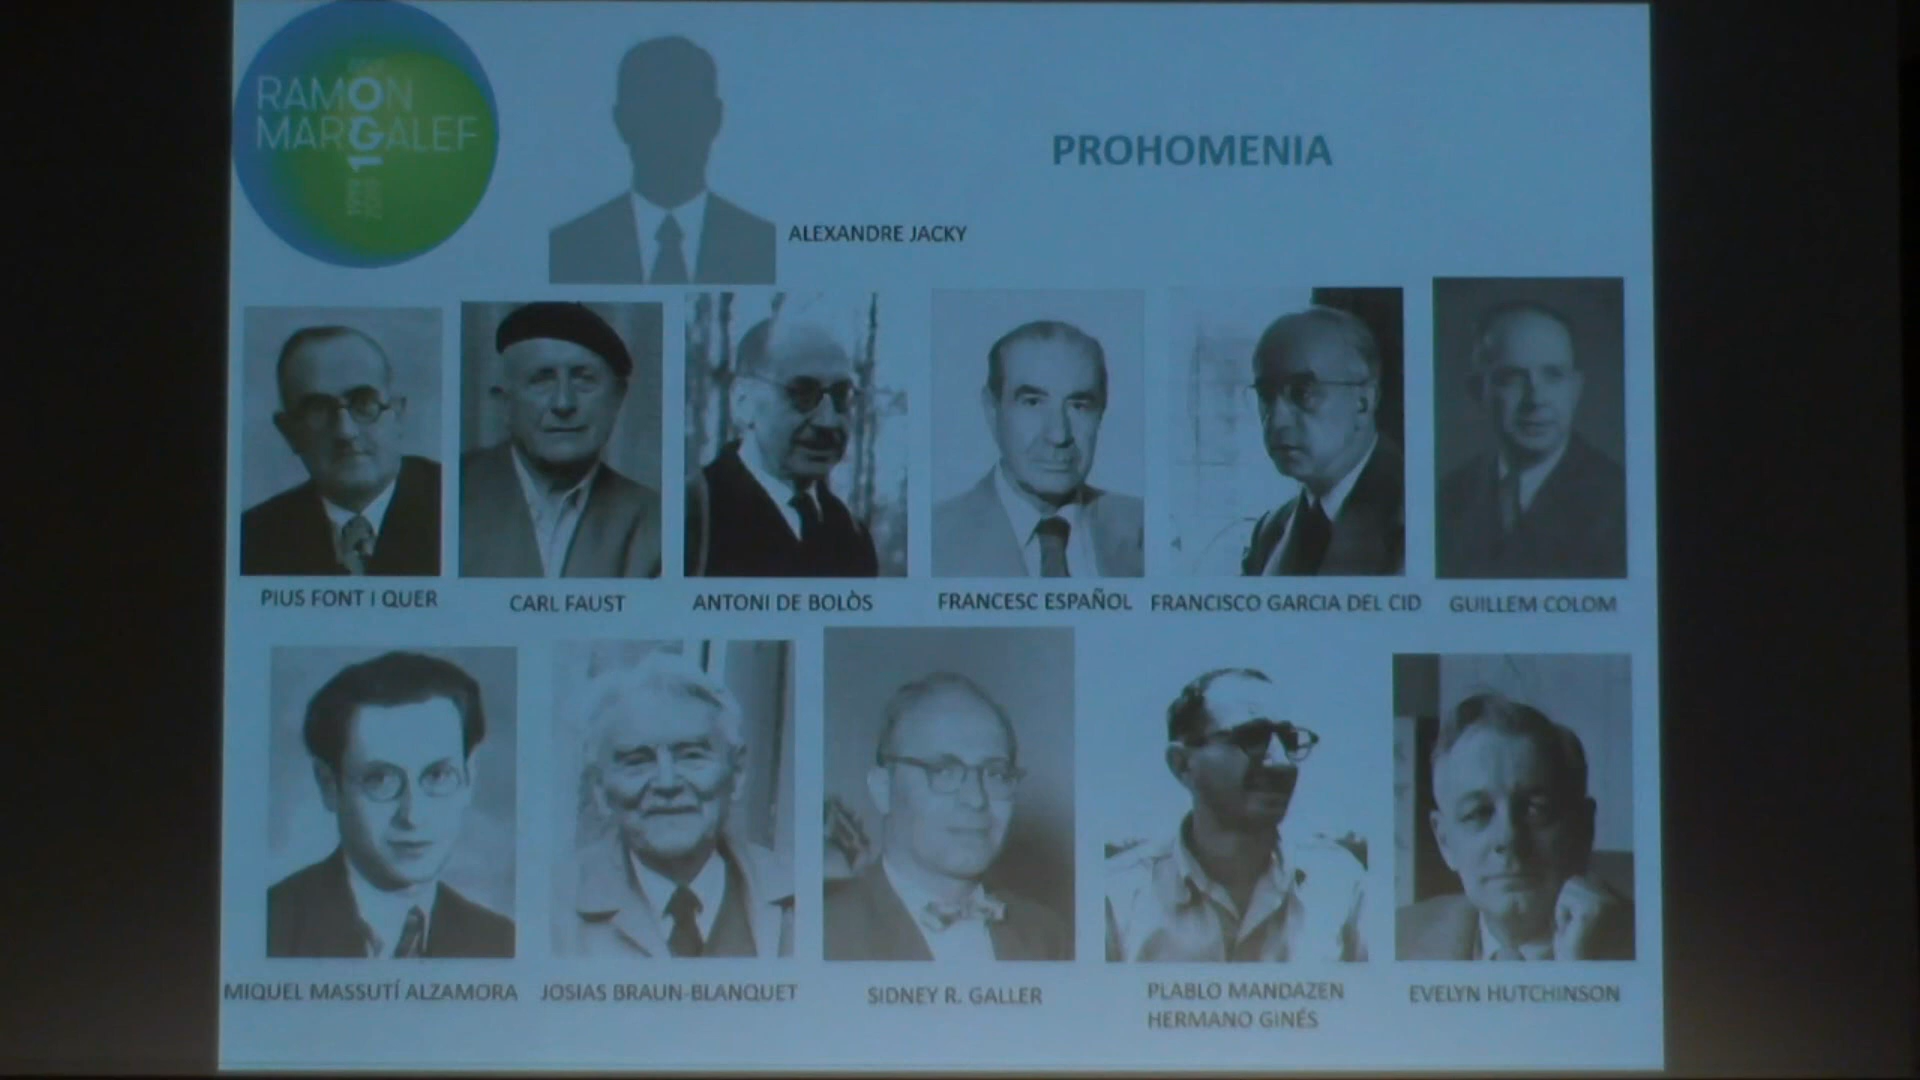 RAMON
MARGALEF
PROHOMENIA
ALEXANDRE JACKY
PIUS FONT I QUER
CARL FAUST
ANTONI DE BOLÒS
FRANCESC ESPAÑOL
FRANCISCO GARCIA DEL CID
GUILLEM COLOM
MIQUEL MASSUTÍ ALZAMORA
JOSIAS BRAUN-BLANQUET
SIDNEY R. GALLER
PLABLO MANDAZEN
HERMANO GINÉS
EVELYN HUTCHINSON